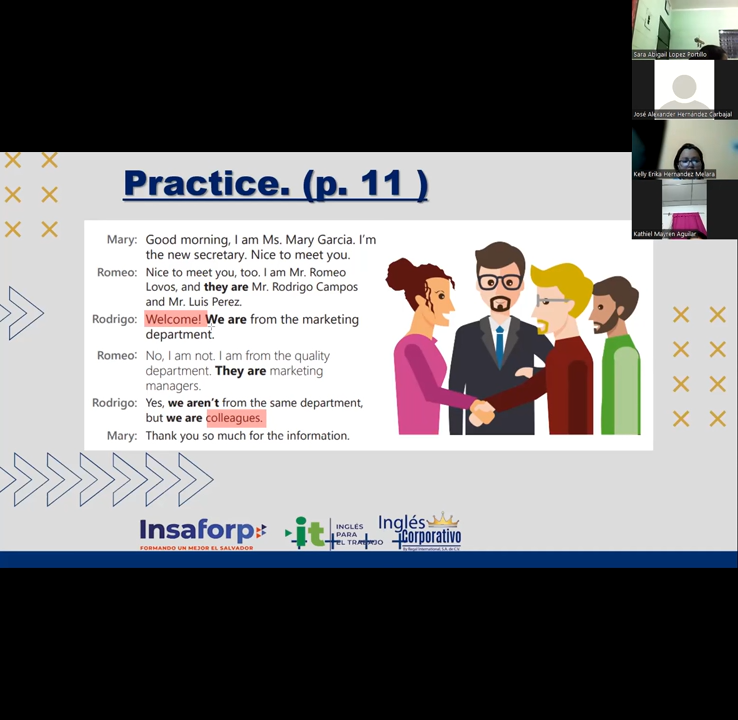 Practice. (p. 11 )
Mary: Good morning, I am Ms. Mary Garcia. I'm
the new secretary. Nice to meet you.
Romeo: Nice to meet you, too. I am Mr. Romeo
Lovos, and they are Mr. Rodrigo Campos
and Mr. Luis Perez.
Rodrigo: Welcome! We are from the marketing
department.
Romeo: No, I am not. I am from the quality
department. They are marketing
managers.
Rodrigo: Yes, we aren't from the same department,
but we are colleagues.
Mary: Thank you so much for the information.
Insaforp
FORMANDO UN MEJOR EL SALVADOR
it
INGLÉS
PARA
EL TRABAJO
Inglés
Corporativo
By Royal International, S.A. de C.V.
Sara Abigail Lopez Portillo
José Alexander Hernández Carbajal
Kelly Erika Hernandez Melara
Kathiel Mayren Aguilar